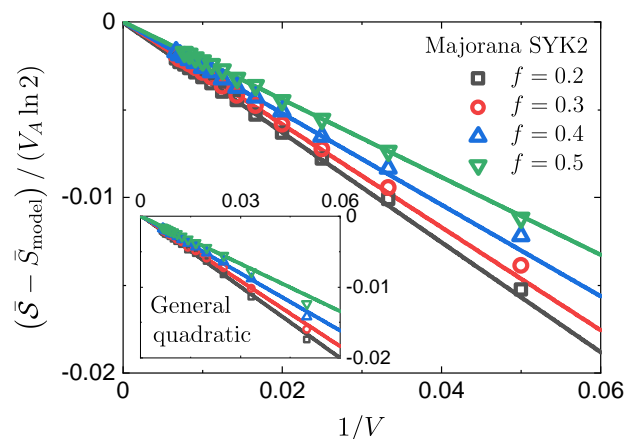 (𝒮̄ − S̄_model) / (V_A ln 2)
0
-0.01
-0.02
0
0.02
0.04
0.06
1/V
Majorana SYK2
f = 0.2
f = 0.3
f = 0.4
f = 0.5
0
0.03
0.06
0
-0.01
-0.02
General
quadratic